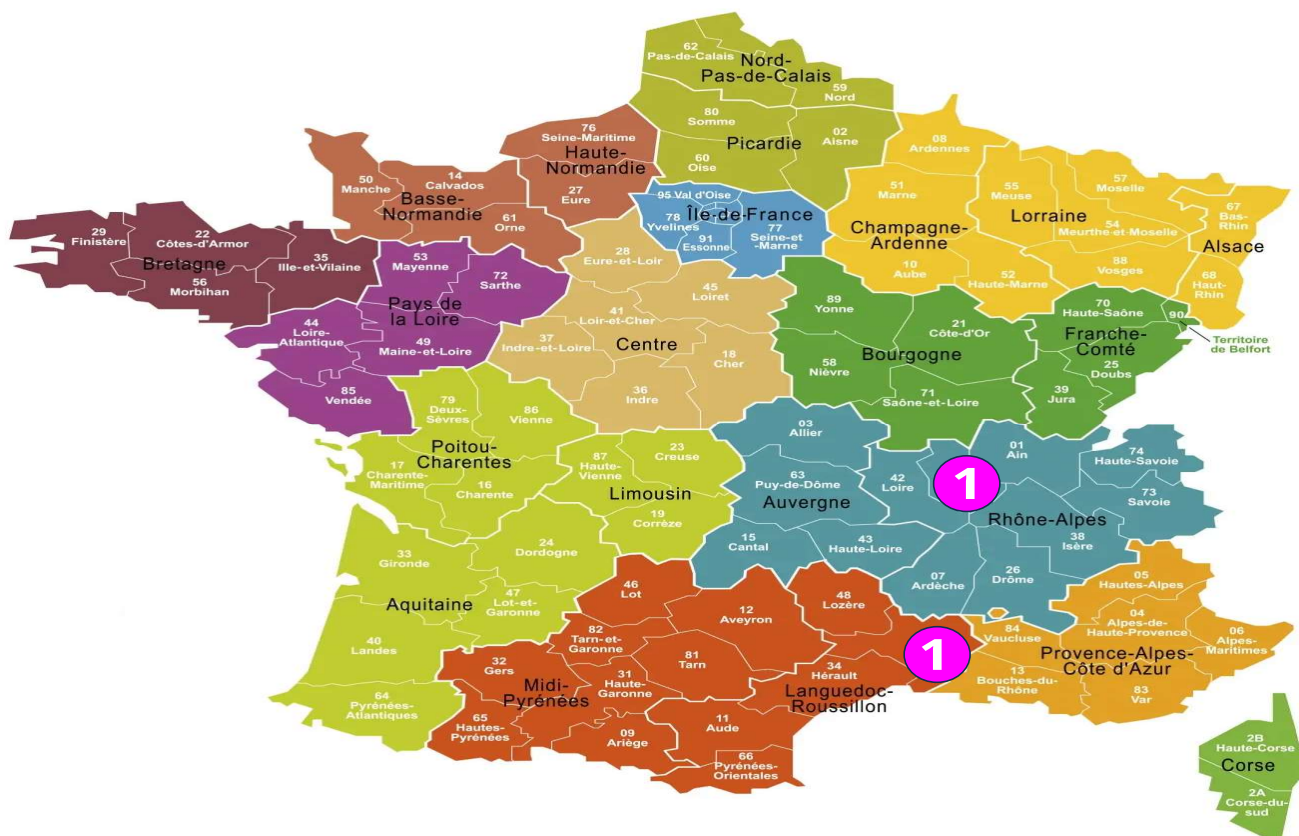 62
Pas-de-Calais
Nord-
Pas-de-Calais
59
Nord
80
Somme
02
Aisne
Picardie
60
Oise
76
Seine-Maritime
Haute-
Normandie
27
Eure
50
Manche
14
Calvados
Basse-
Normandie
61
Orne
95 Val d'Oise
Île-de-France
78
Yvelines
91
Essonne
77
Seine-et
-Marne
08
Ardennes
51
Marne
Champagne-
Ardenne
10
Aube
52
Haute-Marne
55
Meuse
57
Moselle
Lorraine
54
Meurthe-et-Moselle
88
Vosges
67
Bas-
Rhin
Alsace
68
Haut-
Rhin
29
Finistère
22
Côtes-d'Armor
Bretagne
35
Ille-et-Vilaine
56
Morbihan
53
Mayenne
72
Sarthe
Pays de
la Loire
44
Loire-
Atlantique
49
Maine-et-Loire
85
Vendée
28
Eure-et-Loir
45
Loiret
41
Loir-et-Cher
37
Indre-et-Loire
Centre
18
Cher
36
Indre
89
Yonne
21
Côte-d'Or
Bourgogne
58
Nièvre
71
Saône-et-Loire
70
Haute-Saône
90
Territoire
de Belfort
Franche-
Comté
25
Doubs
39
Jura
79
Deux-
Sèvres
86
Vienne
Poitou-
Charentes
17
Charente-
Maritime
16
Charente
23
Creuse
87
Haute-
Vienne
Limousin
19
Corrèze
03
Allier
63
Puy-de-Dôme
Auvergne
15
Cantal
43
Haute-Loire
42
Loire
1
01
Ain
74
Haute-Savoie
73
Savoie
Rhône-Alpes
38
Isère
07
Ardèche
26
Drôme
33
Gironde
24
Dordogne
47
Lot-et-
Garonne
Aquitaine
40
Landes
64
Pyrénées-
Atlantiques
46
Lot
12
Aveyron
82
Tarn-et-
Garonne
32
Gers
81
Tarn
31
Haute-
Garonne
Midi-
Pyrénées
65
Hautes-
Pyrénées
09
Ariège
48
Lozère
1
34
Hérault
Languedoc-
Roussillon
11
Aude
66
Pyrénées-
Orientales
05
Hautes-Alpes
84
Vaucluse
04
Alpes-de-
Haute-Provence
06
Alpes-
Maritimes
Provence-Alpes-
Côte d'Azur
13
Bouches-du-
Rhône
83
Var
2B
Haute-Corse
Corse
2A
Corse-du-
sud